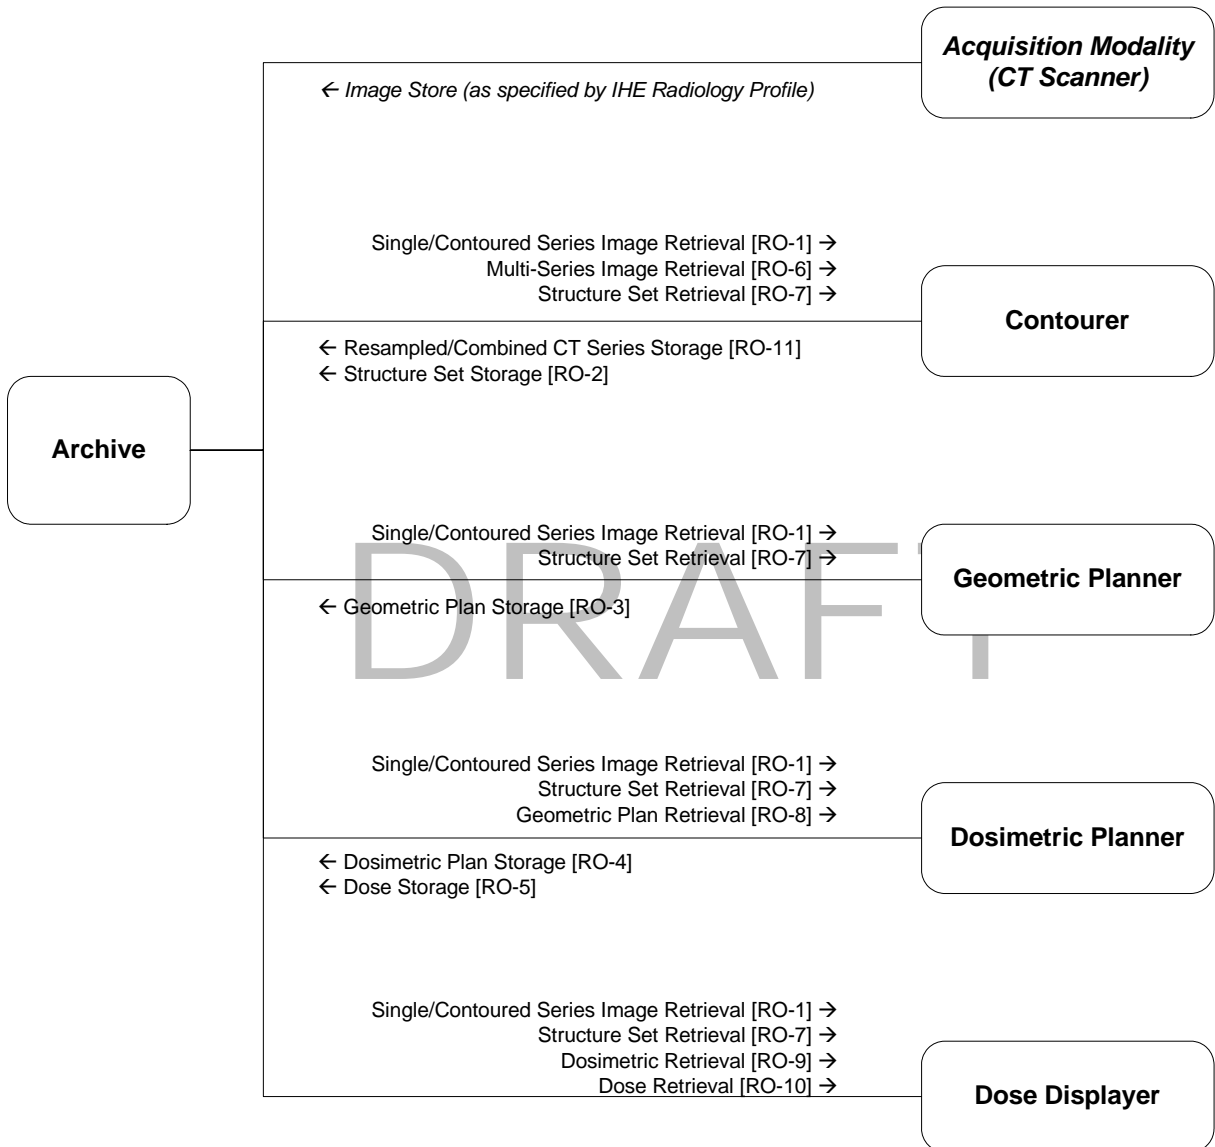 Acquisition Modality
(CT Scanner)
← Image Store (as specified by IHE Radiology Profile)
Single/Contoured Series Image Retrieval [RO-1] →
Multi-Series Image Retrieval [RO-6] →
Structure Set Retrieval [RO-7] →
Contourer
← Resampled/Combined CT Series Storage [RO-11]
← Structure Set Storage [RO-2]
Archive
Single/Contoured Series Image Retrieval [RO-1] →
Structure Set Retrieval [RO-7] →
Geometric Planner
← Geometric Plan Storage [RO-3]
DRAFT
Single/Contoured Series Image Retrieval [RO-1] →
Structure Set Retrieval [RO-7] →
Geometric Plan Retrieval [RO-8] →
Dosimetric Planner
← Dosimetric Plan Storage [RO-4]
← Dose Storage [RO-5]
Single/Contoured Series Image Retrieval [RO-1] →
Structure Set Retrieval [RO-7] →
Dosimetric Retrieval [RO-9] →
Dose Retrieval [RO-10] →
Dose Displayer